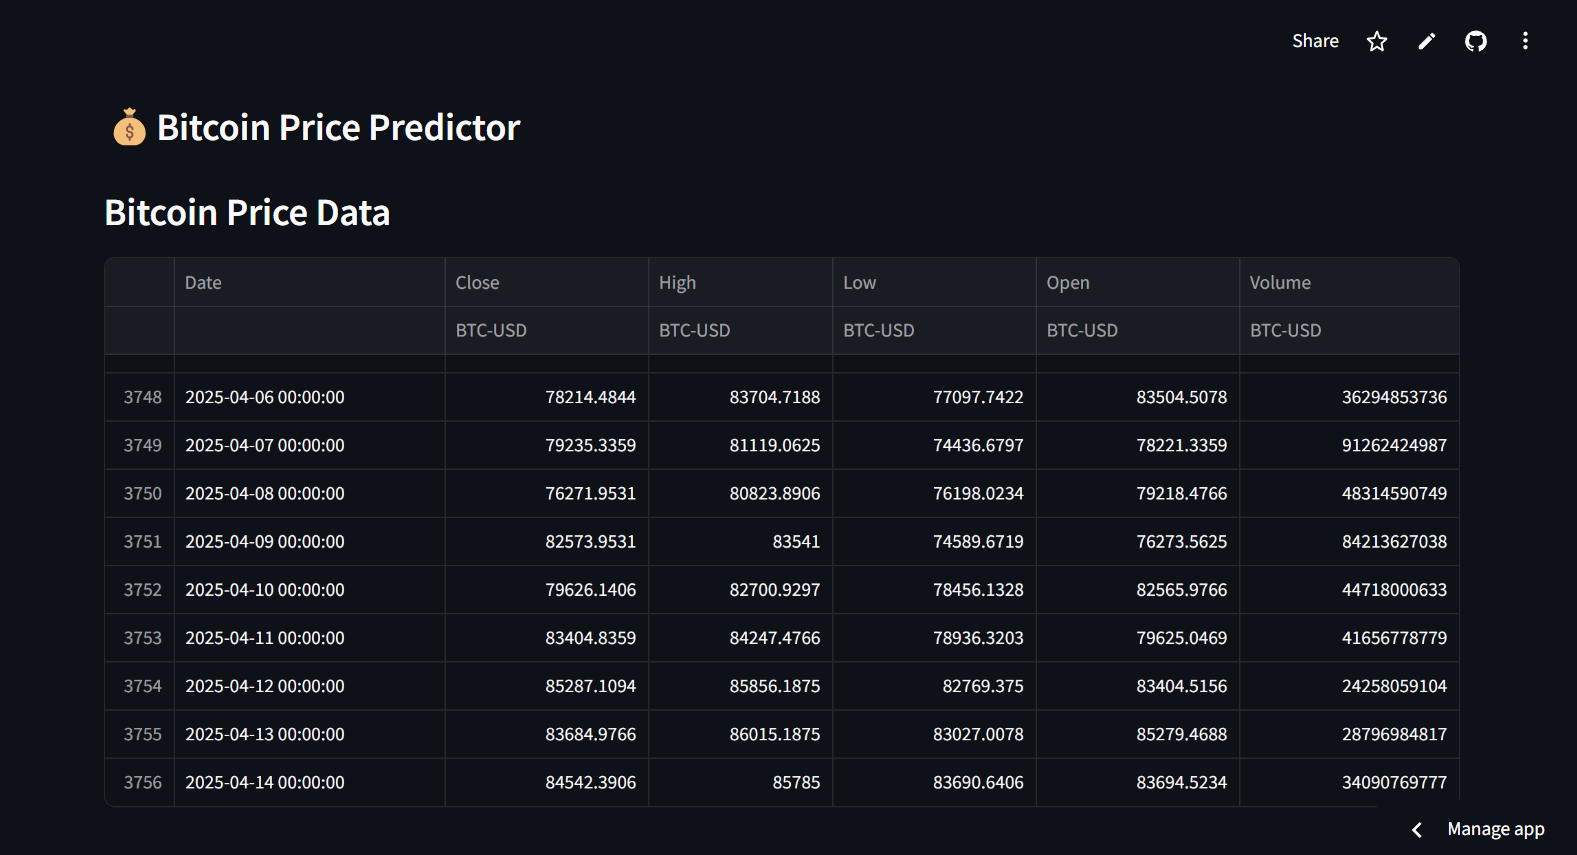 Share
Bitcoin Price Predictor
Bitcoin Price Data
Date Close High Low Open Volume
BTC-USD BTC-USD BTC-USD BTC-USD BTC-USD
3748 2025-04-06 00:00:00 78214.4844 83704.7188 77097.7422 83504.5078 36294853736
3749 2025-04-07 00:00:00 79235.3359 81119.0625 74436.6797 78221.3359 91262424987
3750 2025-04-08 00:00:00 76271.9531 80823.8906 76198.0234 79218.4766 48314590749
3751 2025-04-09 00:00:00 82573.9531 83541 74589.6719 76273.5625 84213627038
3752 2025-04-10 00:00:00 79626.1406 82700.9297 78456.1328 82565.9766 44718000633
3753 2025-04-11 00:00:00 83404.8359 84247.4766 78936.3203 79625.0469 41656778779
3754 2025-04-12 00:00:00 85287.1094 85856.1875 82769.375 83404.5156 24258059104
3755 2025-04-13 00:00:00 83684.9766 86015.1875 83027.0078 85279.4688 28796984817
3756 2025-04-14 00:00:00 84542.3906 85785 83690.6406 83694.5234 34090769777
Manage app